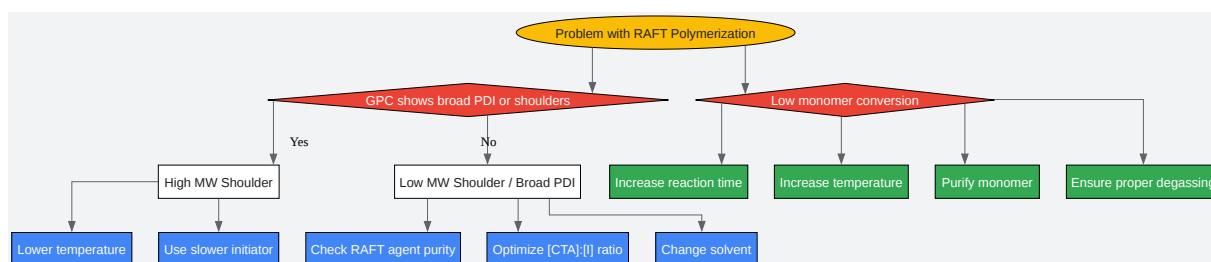 Problem with RAFT Polymerization
GPC shows broad PDI or shoulders
Low monomer conversion
Yes
No
High MW Shoulder
Low MW Shoulder / Broad PDI
Increase reaction time
Increase temperature
Purify monomer
Ensure proper degassing
Lower temperature
Use slower initiator
Check RAFT agent purity
Optimize [CTA]:[I] ratio
Change solvent